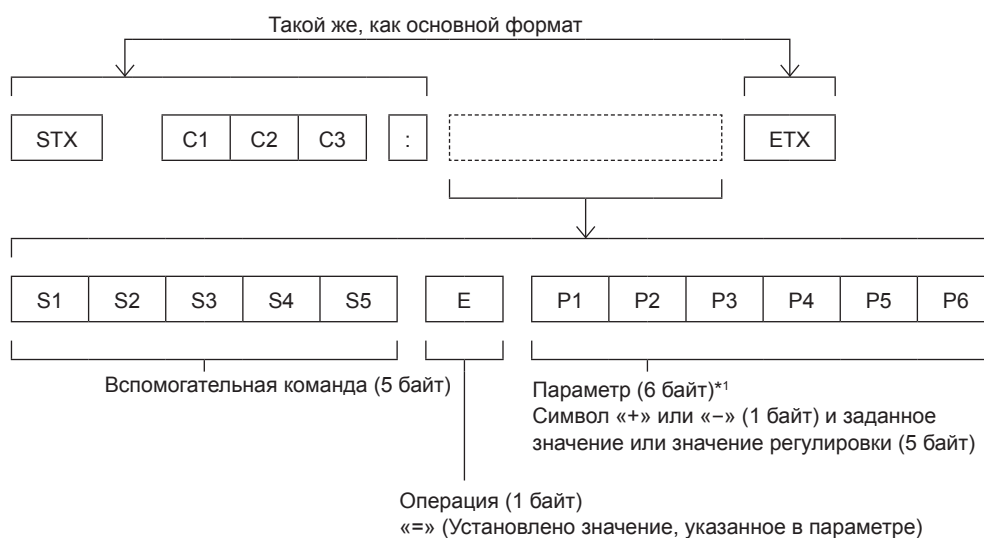 Такой же, как основной формат
STX C1 C2 C3 : ETX
S1 S2 S3 S4 S5 E P1 P2 P3 P4 P5 P6
Вспомогательная команда (5 байт)
Параметр (6 байт)*1
Символ «+» или «−» (1 байт) и заданное
значение или значение регулировки (5 байт)
Операция (1 байт)
«=» (Установлено значение, указанное в параметре)